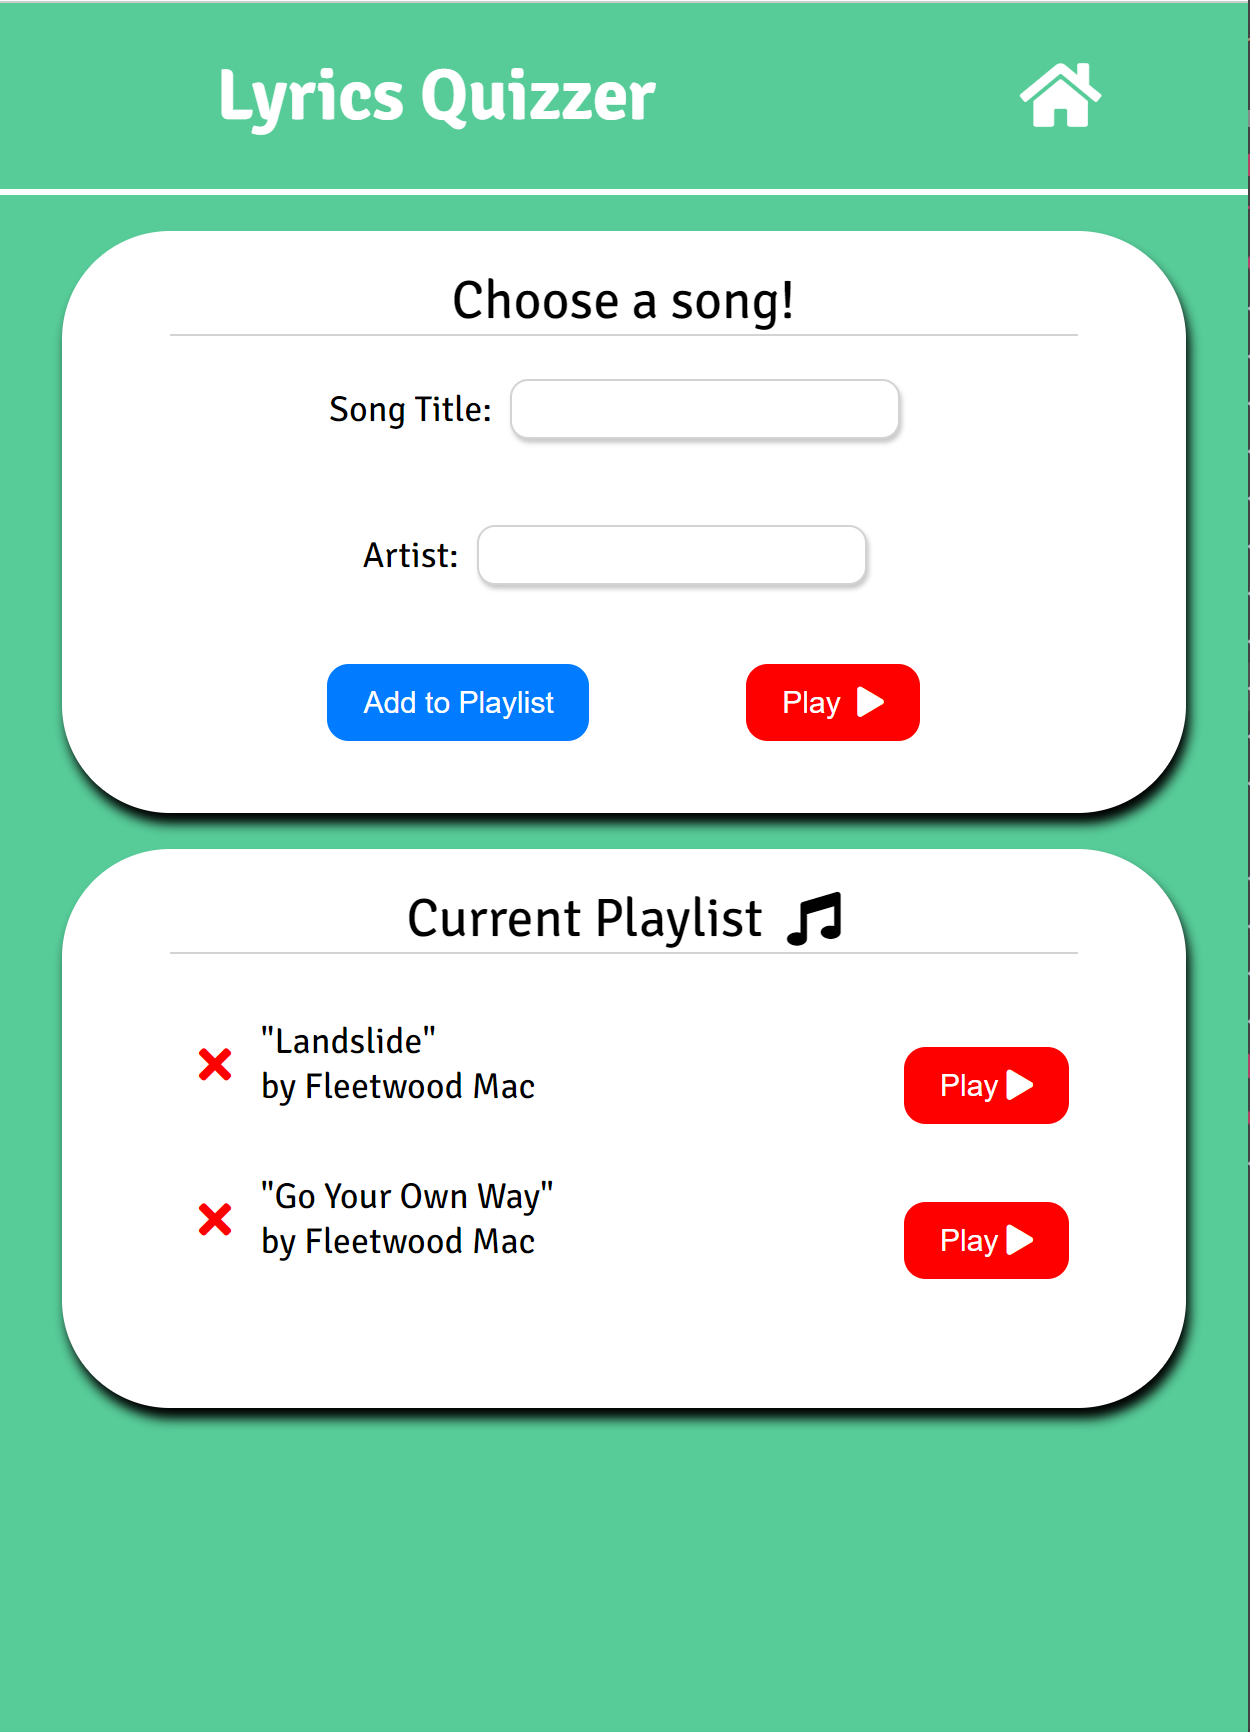 Lyrics Quizzer
Choose a song!
Song Title:
Artist:
Add to Playlist
Play
Current Playlist
"Landslide"
by Fleetwood Mac
Play
"Go Your Own Way"
by Fleetwood Mac
Play